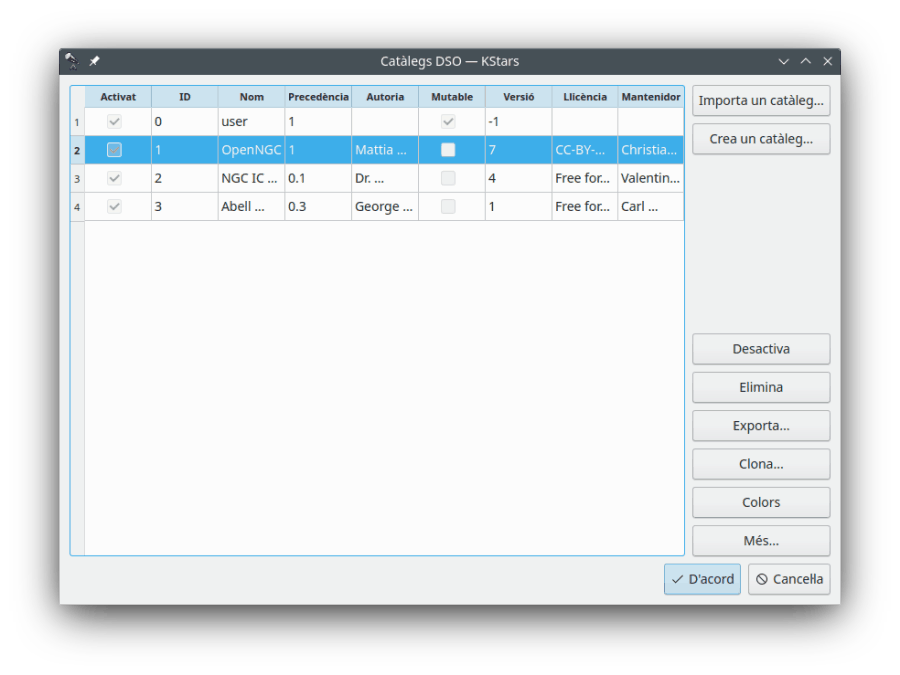 Catàlegs DSO — KStars
Activat ID Nom Precedència Autoria Mutable Versió Llicència Mantenidor
1 0 user 1 -1
2 1 OpenNGC 1 Mattia ... 7 CC-BY-... Christia...
3 2 NGC IC ... 0.1 Dr. ... 4 Free for... Valentin...
4 3 Abell ... 0.3 George ... 1 Free for... Carl ...
Importa un catàleg...
Crea un catàleg...
Desactiva
Elimina
Exporta...
Clona...
Colors
Més...
D'acord
Cancel·la